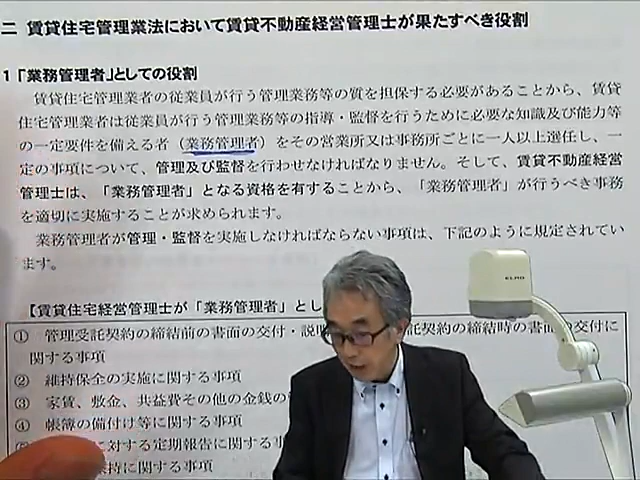 二 賃貸住宅管理業法において賃貸不動産経営管理士が果たすべき役割
1「業務管理者」としての役割
賃貸住宅管理業者の従業員が行う管理業務等の質を担保する必要があることから、賃貸
住宅管理業者は従業員が行う管理業務等の指導・監督を行うために必要な知識及び能力等
の一定要件を備える者（業務管理者）をその営業所又は事務所ごとに一人以上選任し、一
定の事項について、管理及び監督を行わせなければなりません。そして、賃貸不動産経営
管理士は、「業務管理者」となる資格を有することから、「業務管理者」が行うべき事務
を適切に実施することが求められます。
業務管理者が管理・監督を実施しなければならない事項は、下記のように規定されてい
ます。
【賃貸住宅経営管理士が「業務管理者」とし
① 管理受託契約の締結前の書面の交付・説 託契約の締結時の書面の交付に
関する事項
② 維持保全の実施に関する事項
③ 家賃、敷金、共益費その他の金銭の
④ 帳簿の備付け等に関する事項
に対する定期報告に関する事
保持に関する事項
ELMO